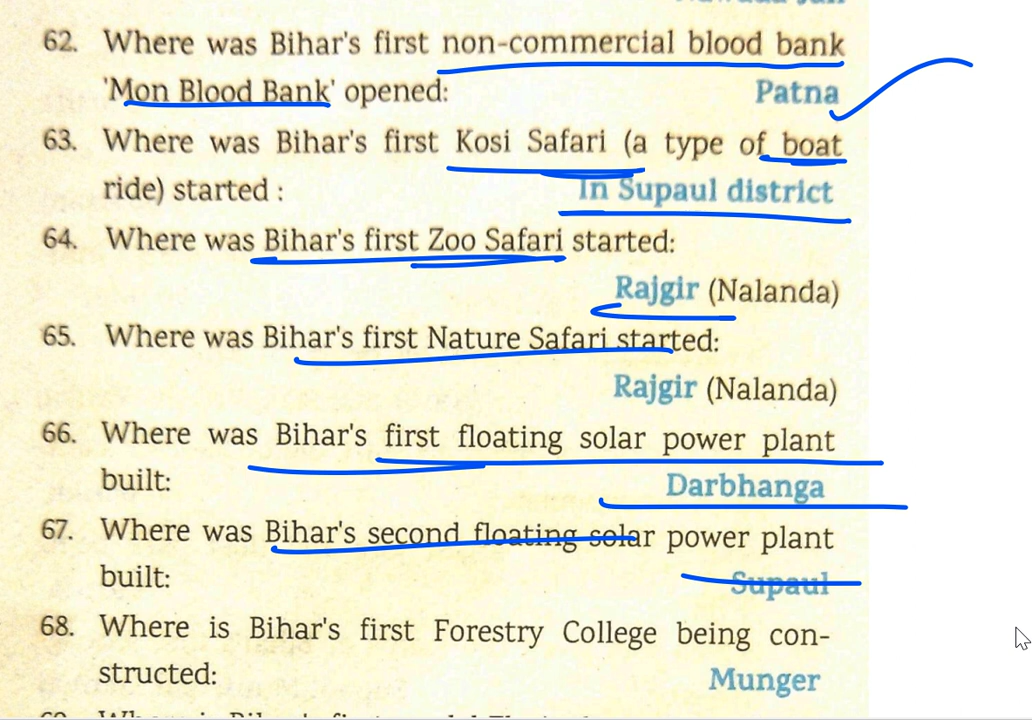 62. Where was Bihar's first non-commercial blood bank
'Mon Blood Bank' opened: Patna
63. Where was Bihar's first Kosi Safari (a type of boat
ride) started : In Supaul district
64. Where was Bihar's first Zoo Safari started:
Rajgir (Nalanda)
65. Where was Bihar's first Nature Safari started:
Rajgir (Nalanda)
66. Where was Bihar's first floating solar power plant
built: Darbhanga
67. Where was Bihar's second floating solar power plant
built: Supaul
68. Where is Bihar's first Forestry College being con-
structed: Munger